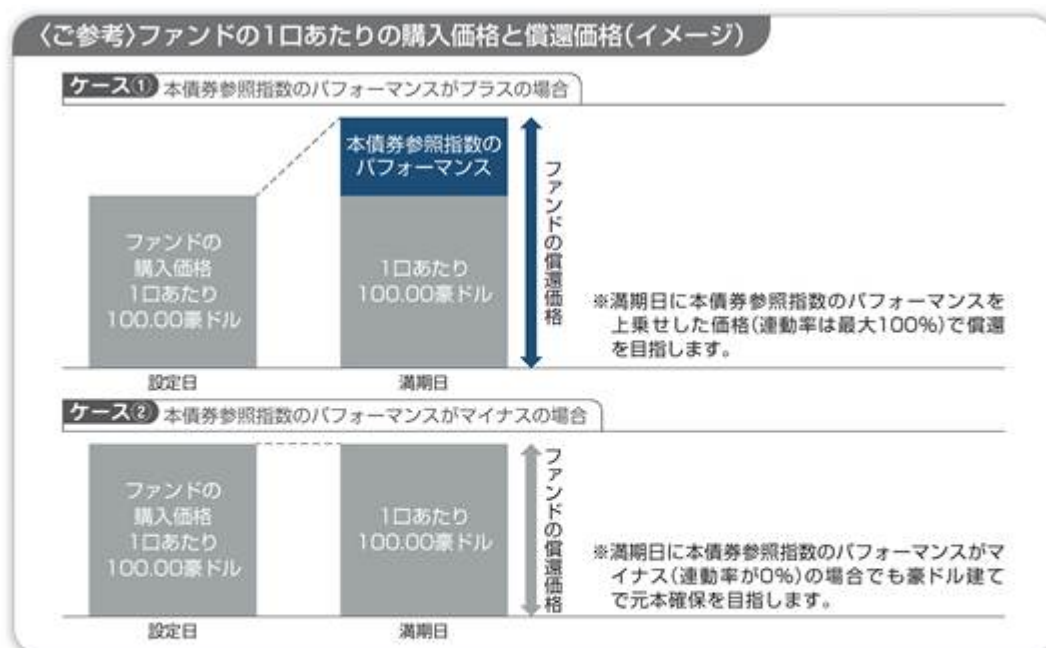 〈ご参考〉ファンドの1口あたりの購入価格と償還価格(イメージ)
ケース① 本債券参照指数のパフォーマンスがプラスの場合
本債券参照指数の
パフォーマンス
ファンドの
購入価格
1口あたり
100.00豪ドル
1口あたり
100.00豪ドル
ファンドの償還価格
※満期日に本債券参照指数のパフォーマンスを
上乗せした価格(連動率は最大100%)で償還
を目指します。
設定日
満期日
ケース② 本債券参照指数のパフォーマンスがマイナスの場合
ファンドの
購入価格
1口あたり
100.00豪ドル
1口あたり
100.00豪ドル
ファンドの償還価格
※満期日に本債券参照指数のパフォーマンスがマ
イナス(連動率が0%)の場合でも豪ドル建て
で元本確保を目指します。
設定日
満期日